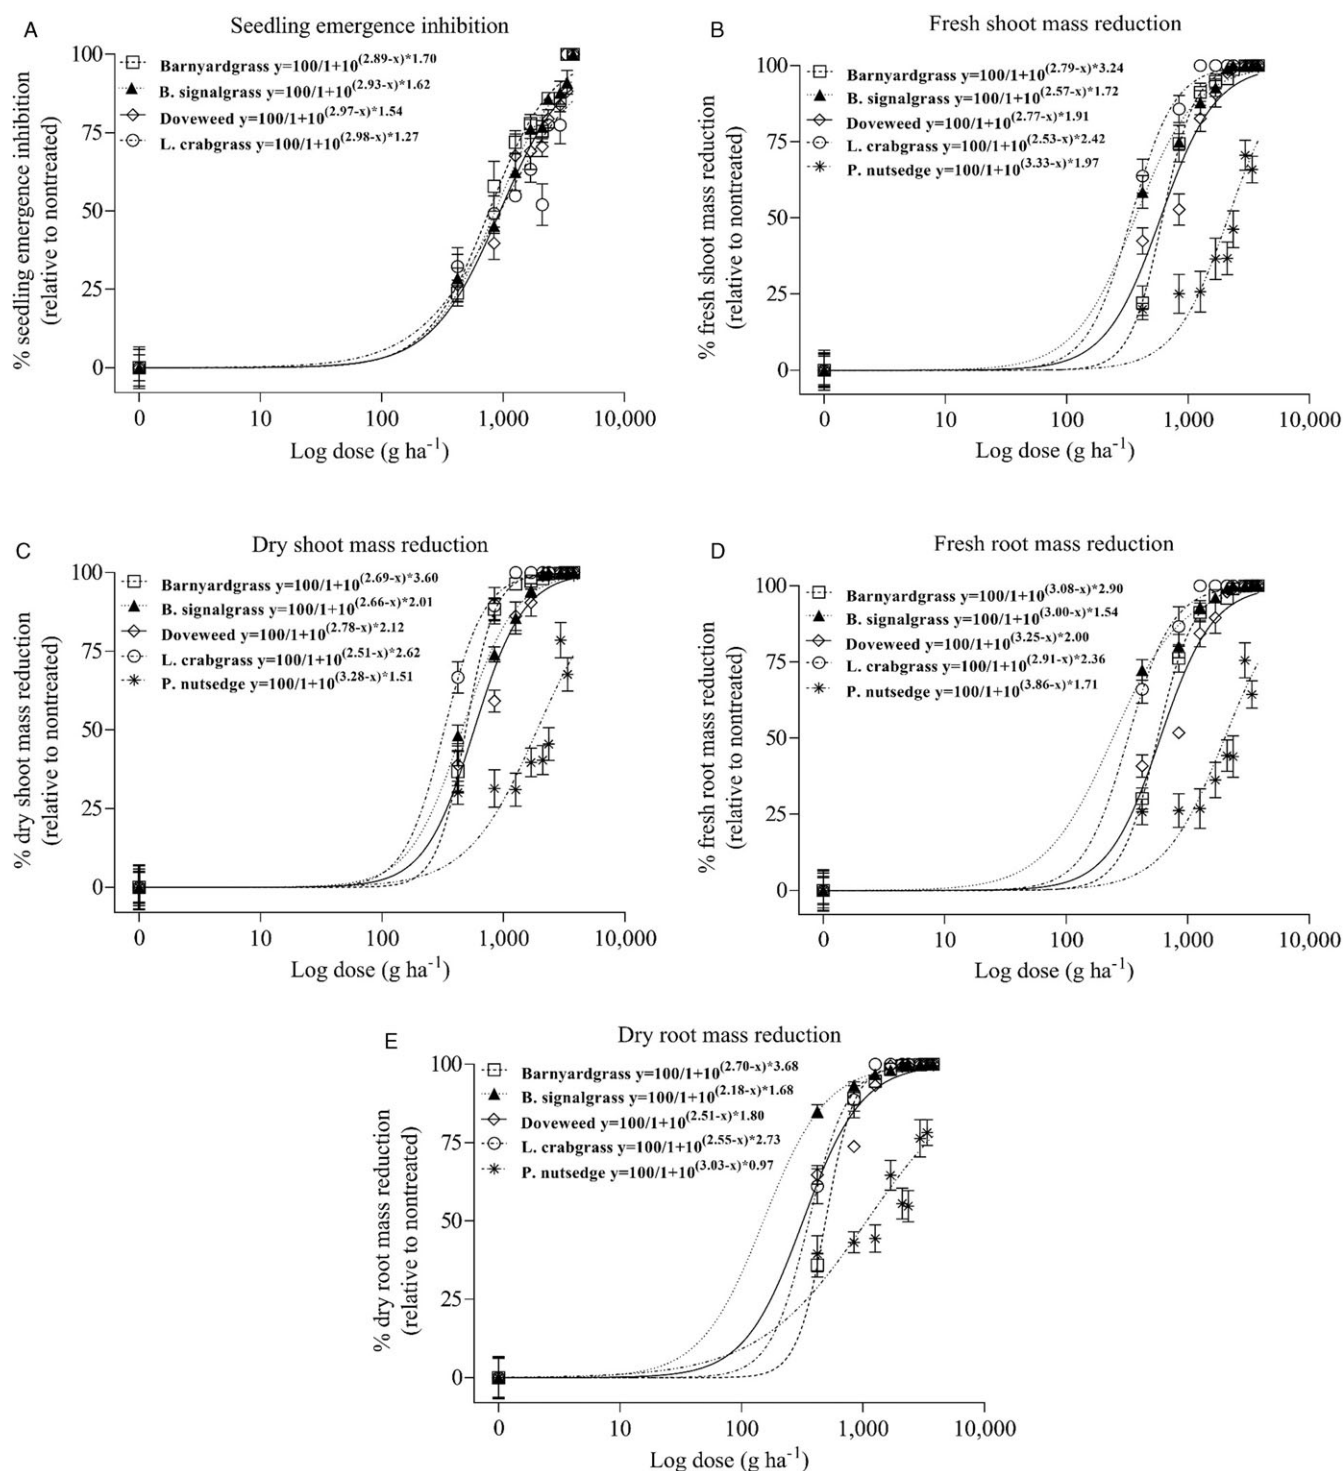 A
Seedling emergence inhibition
Barnyardgrass y=100/1+10^(2.89-x)*1.70
B. signalgrass y=100/1+10^(2.93-x)*1.62
Doveweed y=100/1+10^(2.97-x)*1.54
L. crabgrass y=100/1+10^(2.98-x)*1.27
% seedling emergence inhibition
(relative to nontreated)
100
75
50
25
0
0 10 100 1,000 10,000
Log dose (g ha⁻¹)
B
Fresh shoot mass reduction
Barnyardgrass y=100/1+10^(2.79-x)*3.24
B. signalgrass y=100/1+10^(2.57-x)*1.72
Doveweed y=100/1+10^(2.77-x)*1.91
L. crabgrass y=100/1+10^(2.53-x)*2.42
P. nutsedge y=100/1+10^(3.33-x)*1.97
% fresh shoot mass reduction
(relative to nontreated)
100
75
50
25
0
0 10 100 1,000 10,000
Log dose (g ha⁻¹)
C
Dry shoot mass reduction
Barnyardgrass y=100/1+10^(2.69-x)*3.60
B. signalgrass y=100/1+10^(2.66-x)*2.01
Doveweed y=100/1+10^(2.78-x)*2.12
L. crabgrass y=100/1+10^(2.51-x)*2.62
P. nutsedge y=100/1+10^(3.28-x)*1.51
% dry shoot mass reduction
(relative to nontreated)
100
75
50
25
0
0 10 100 1,000 10,000
Log dose (g ha⁻¹)
D
Fresh root mass reduction
Barnyardgrass y=100/1+10^(3.08-x)*2.90
B. signalgrass y=100/1+10^(3.00-x)*1.54
Doveweed y=100/1+10^(3.25-x)*2.00
L. crabgrass y=100/1+10^(2.91-x)*2.36
P. nutsedge y=100/1+10^(3.86-x)*1.71
% fresh root mass reduction
(relative to nontreated)
100
75
50
25
0
0 10 100 1,000 10,000
Log dose (g ha⁻¹)
E
Dry root mass reduction
Barnyardgrass y=100/1+10^(2.70-x)*3.68
B. signalgrass y=100/1+10^(2.18-x)*1.68
Doveweed y=100/1+10^(2.51-x)*1.80
L. crabgrass y=100/1+10^(2.55-x)*2.73
P. nutsedge y=100/1+10^(3.03-x)*0.97
% dry root mass reduction
(relative to nontreated)
100
75
50
25
0
0 10 100 1,000 10,000
Log dose (g ha⁻¹)